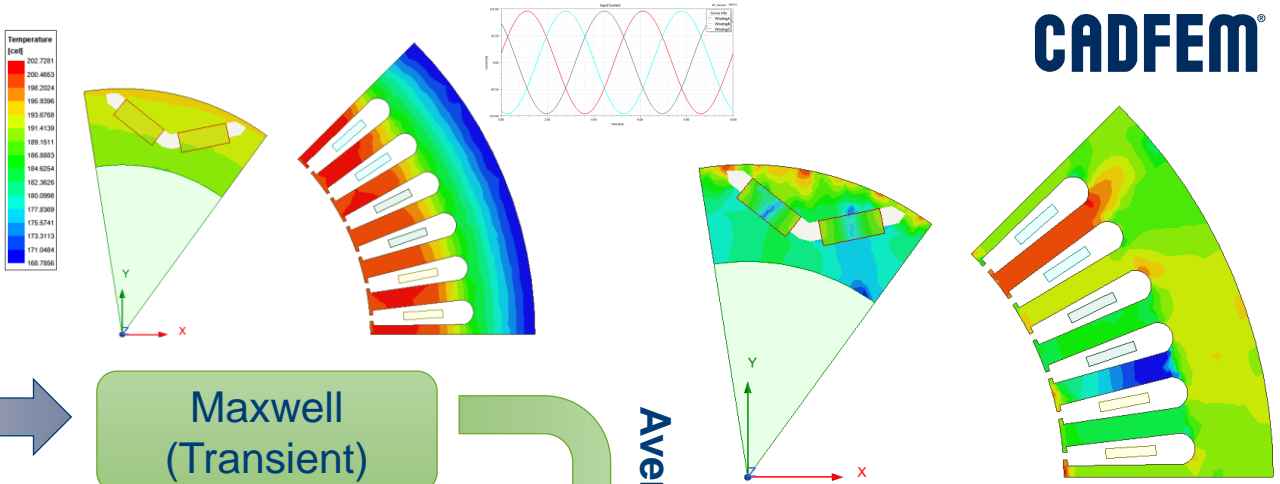 Input Current
CADFEM®
Temperature
[cel]
202.7281
200.4653
198.2024
195.9396
193.6768
191.4139
189.1511
186.8883
184.6254
182.3626
180.0998
177.8369
175.5741
173.3113
171.0484
168.7856
Curve Info
Y
X
Y
X
Maxwell
(Transient)
Ave